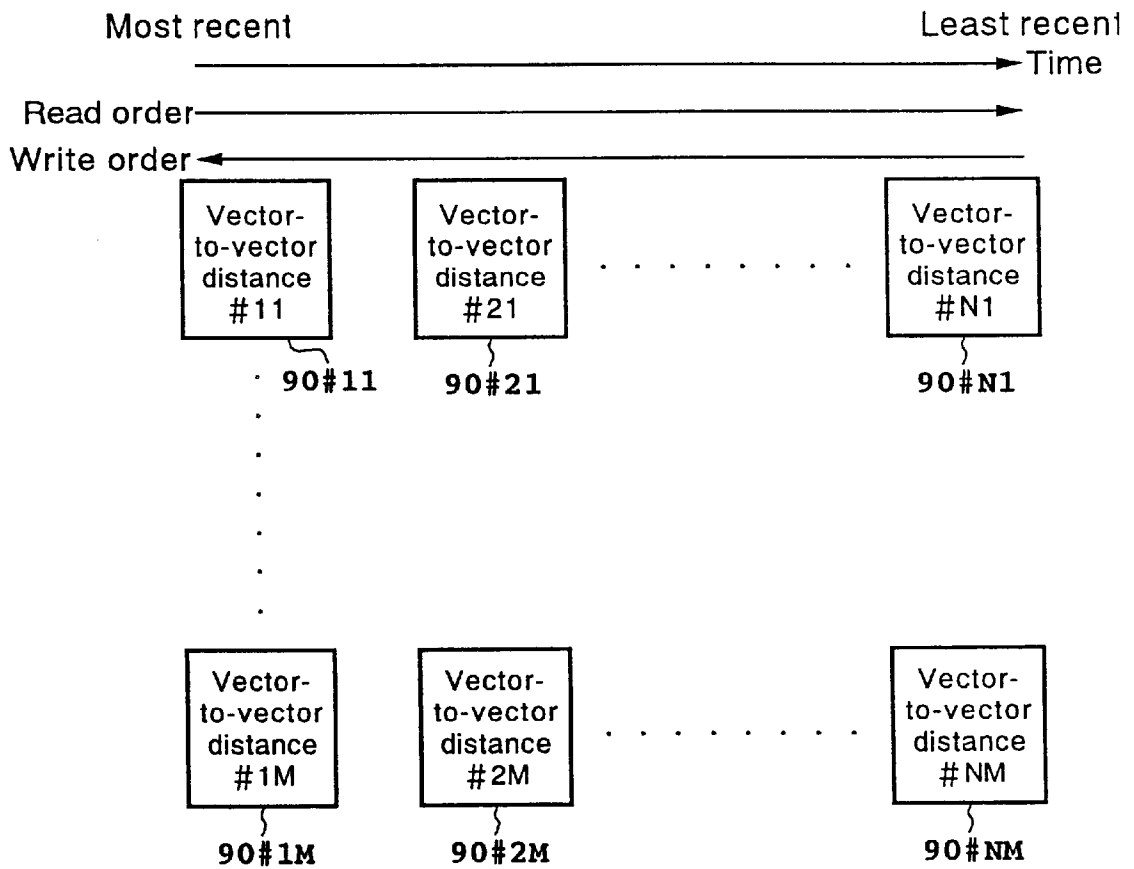 Most recent Least recent
Time
Read order
Write order
Vector- Vector- Vector-
to-vector to-vector to-vector
distance distance distance
#11 #21 #N1
90#11 90#21 90#N1
Vector- Vector- Vector-
to-vector to-vector to-vector
distance distance distance
#1M #2M #NM
90#1M 90#2M 90#NM